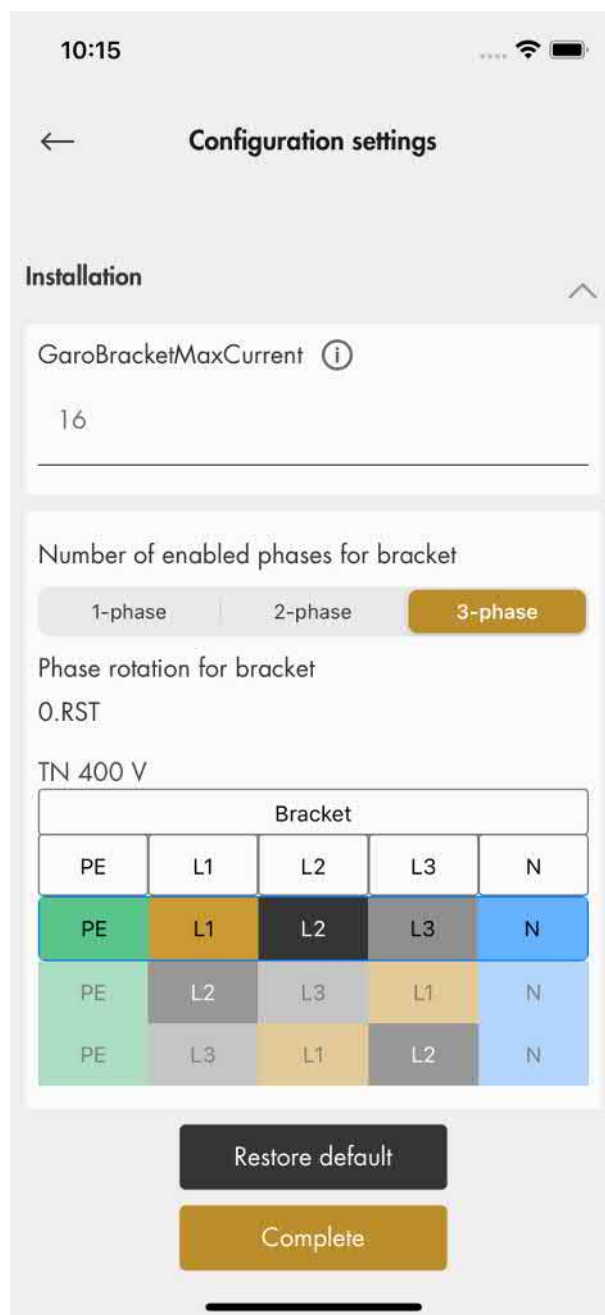 10:15
Configuration settings
Installation
GaroBracketMaxCurrent
16
Number of enabled phases for bracket
1-phase 2-phase 3-phase
Phase rotation for bracket
0.RST
TN 400 V
Bracket
PE L1 L2 L3 N
PE L1 L2 L3 N
PE L2 L3 L1 N
PE L3 L1 L2 N
Restore default
Complete